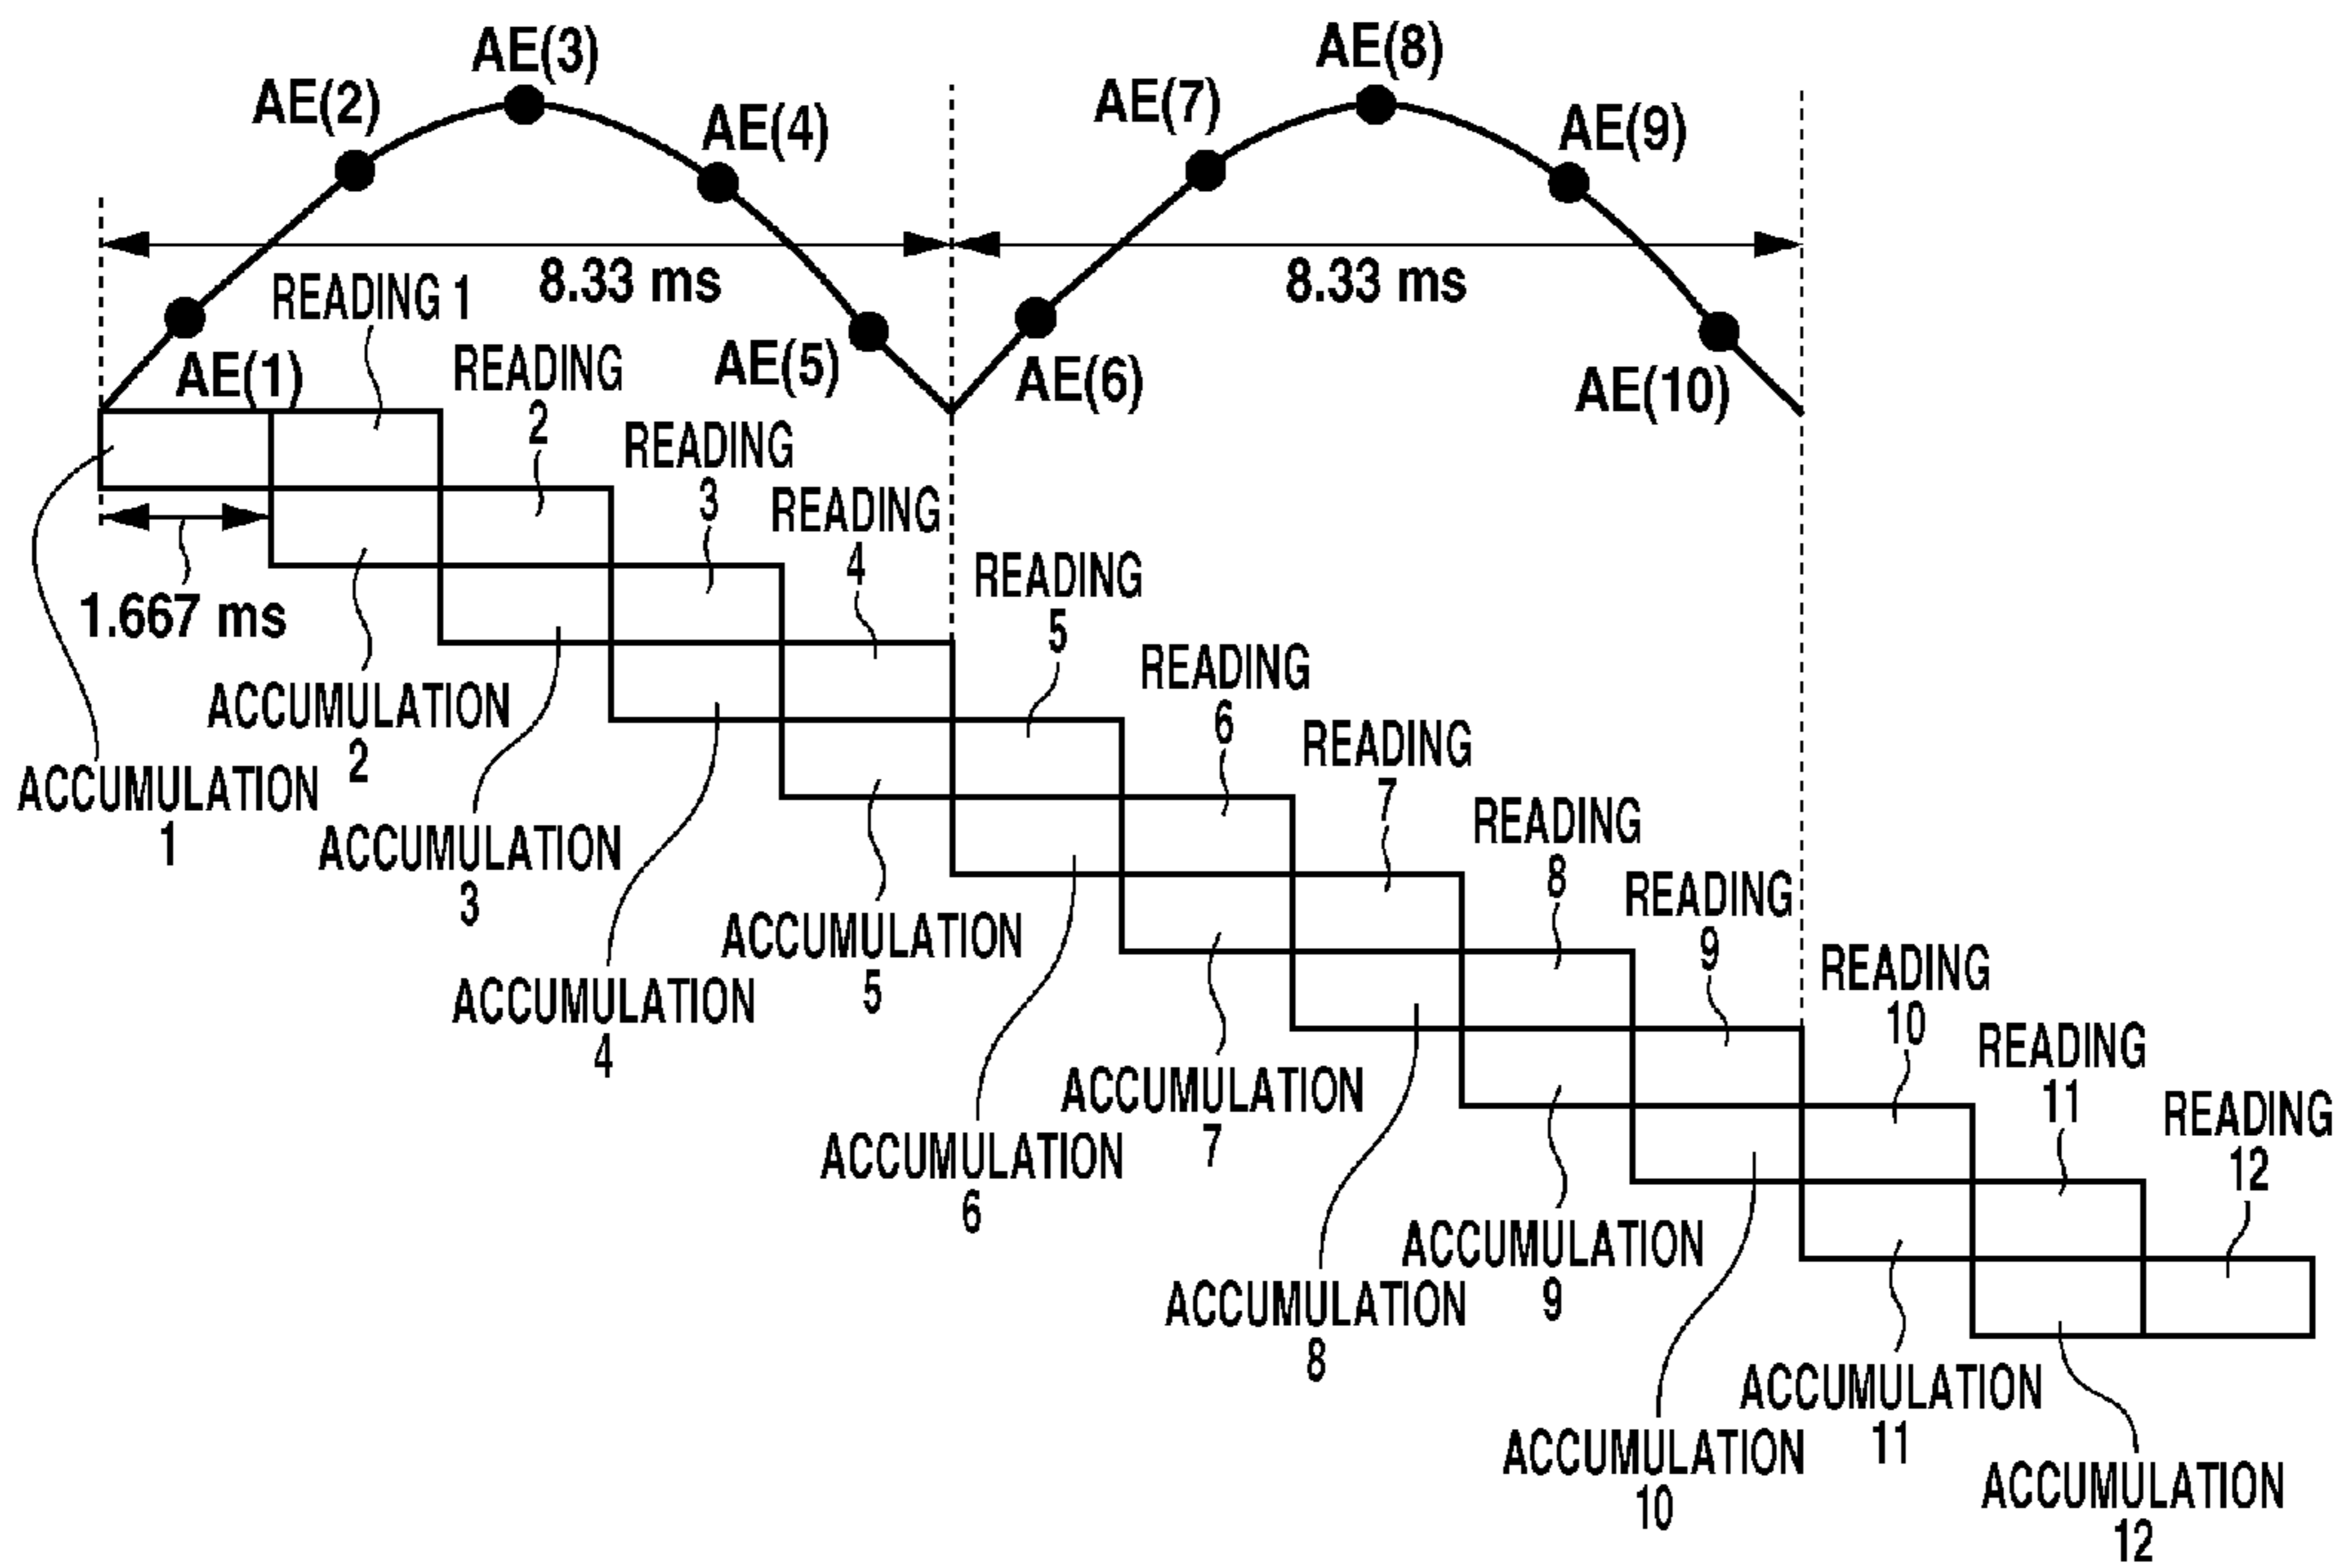 AE(3)
AE(8)
AE(2)
AE(7)
AE(4)
AE(9)
8.33 ms
8.33 ms
READING 1
AE(1)
READING
2
AE(5)
AE(6)
AE(10)
READING
3
READING
4
1.667 ms
READING
5
READING
6
ACCUMULATION
2
READING
7
ACCUMULATION
1
READING
8
ACCUMULATION
3
READING
9
ACCUMULATION
5
READING
10
ACCUMULATION
4
READING
11
ACCUMULATION
7
READING
12
ACCUMULATION
6
ACCUMULATION
9
ACCUMULATION
8
ACCUMULATION
11
ACCUMULATION
10
ACCUMULATION
12